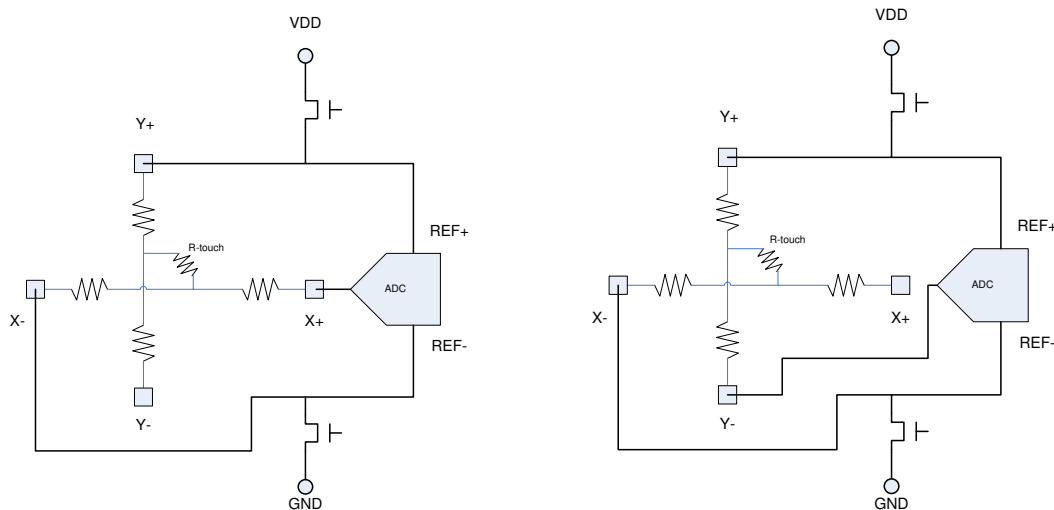 VDD
Y+
REF+
R-touch
ADC
X-
X+
REF-
Y-
GND
VDD
Y+
REF+
R-touch
ADC
X-
X+
REF-
Y-
GND